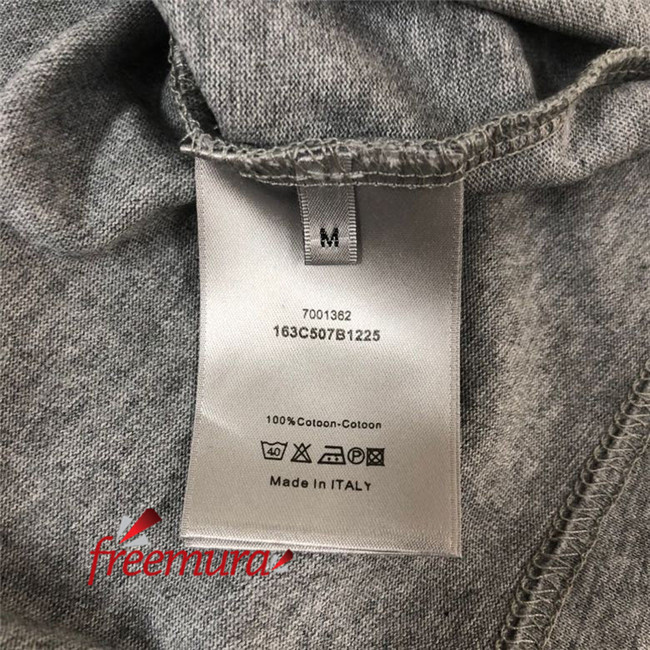 M
7001362
163C507B1225
100%Cotoon-Cotoon
40 P
Made In ITALY
freemura